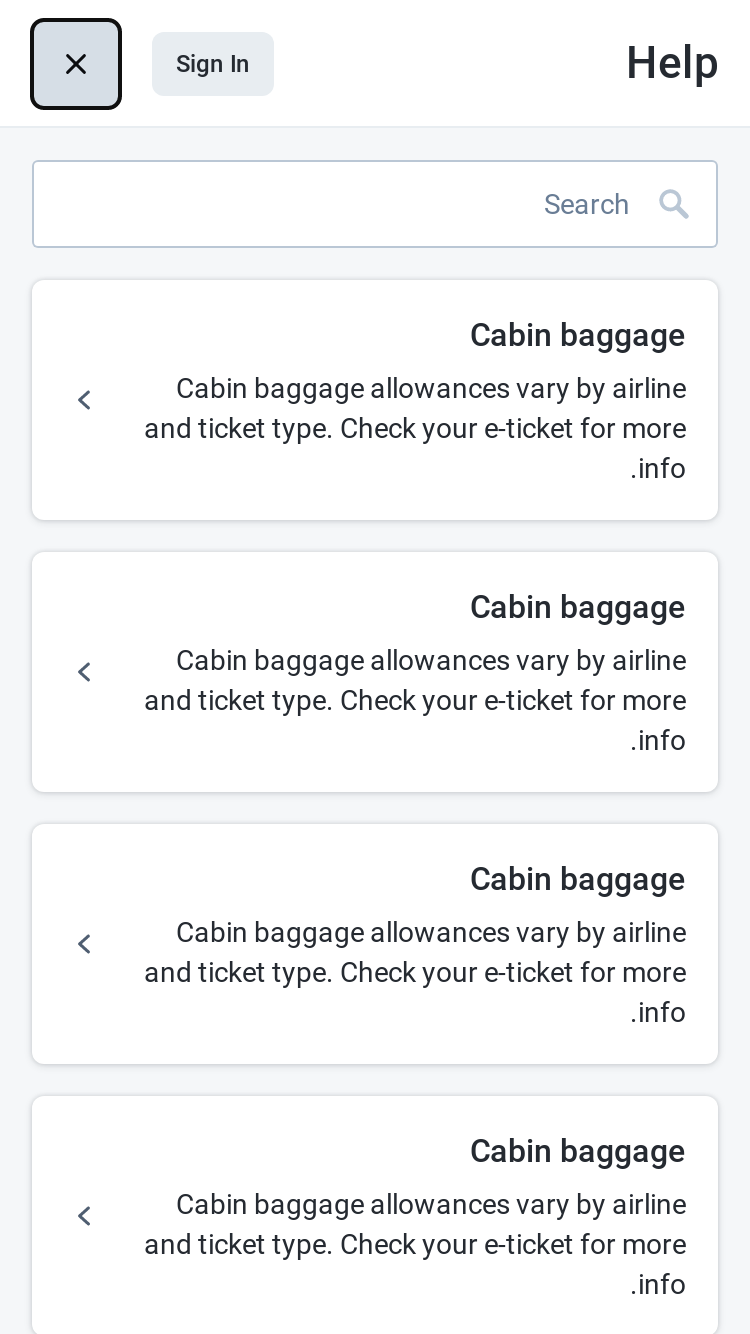 Help
Sign In
Search
Cabin baggage
Cabin baggage allowances vary by airline
and ticket type. Check your e-ticket for more
.info
Cabin baggage
Cabin baggage allowances vary by airline
and ticket type. Check your e-ticket for more
.info
Cabin baggage
Cabin baggage allowances vary by airline
and ticket type. Check your e-ticket for more
.info
Cabin baggage
Cabin baggage allowances vary by airline
and ticket type. Check your e-ticket for more
.info